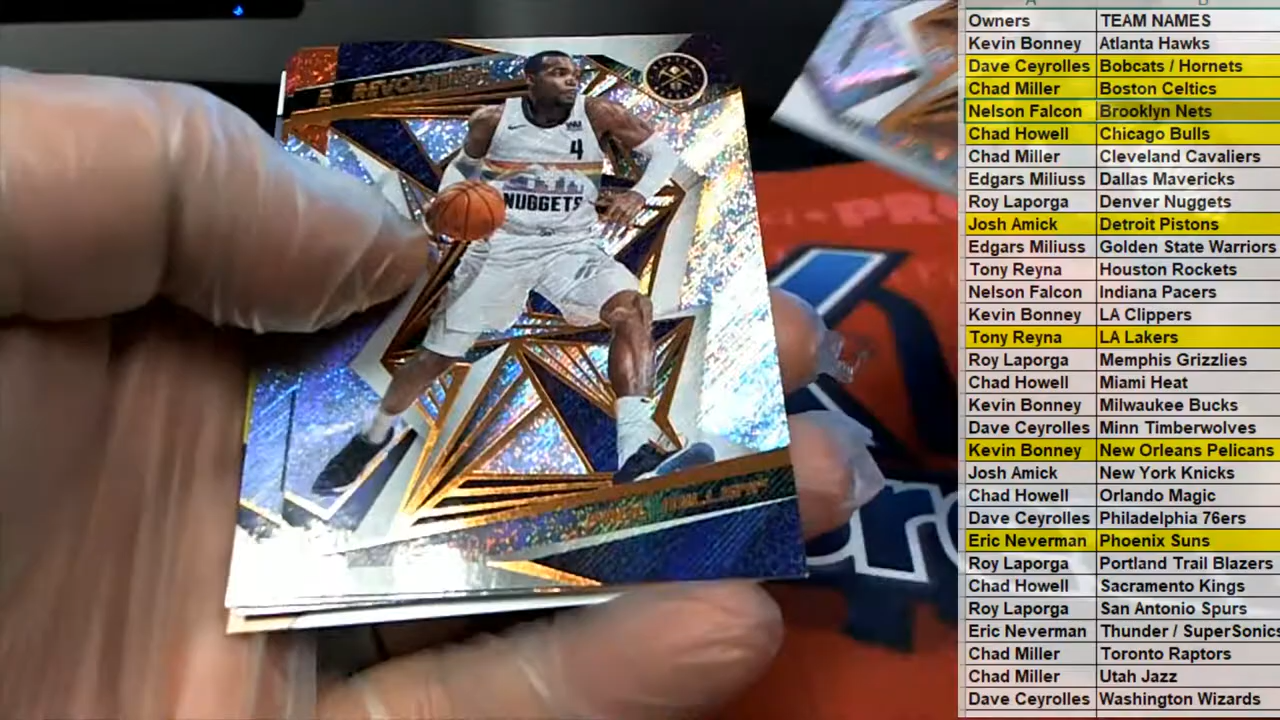 Owners TEAM NAMES
Kevin Bonney Atlanta Hawks
Dave Ceyrolles Bobcats / Hornets
Chad Miller Boston Celtics
Nelson Falcon Brooklyn Nets
Chad Howell Chicago Bulls
Chad Miller Cleveland Cavaliers
Edgars Miliuss Dallas Mavericks
Roy Laporga Denver Nuggets
Josh Amick Detroit Pistons
Edgars Miliuss Golden State Warriors
Tony Reyna Houston Rockets
Nelson Falcon Indiana Pacers
Kevin Bonney LA Clippers
Tony Reyna LA Lakers
Roy Laporga Memphis Grizzlies
Chad Howell Miami Heat
Kevin Bonney Milwaukee Bucks
Dave Ceyrolles Minn Timberwolves
Kevin Bonney New Orleans Pelicans
Josh Amick New York Knicks
Chad Howell Orlando Magic
Dave Ceyrolles Philadelphia 76ers
Eric Neverman Phoenix Suns
Roy Laporga Portland Trail Blazers
Chad Howell Sacramento Kings
Roy Laporga San Antonio Spurs
Eric Neverman Thunder / SuperSonics
Chad Miller Toronto Raptors
Chad Miller Utah Jazz
Dave Ceyrolles Washington Wizards
4
NUGGETS